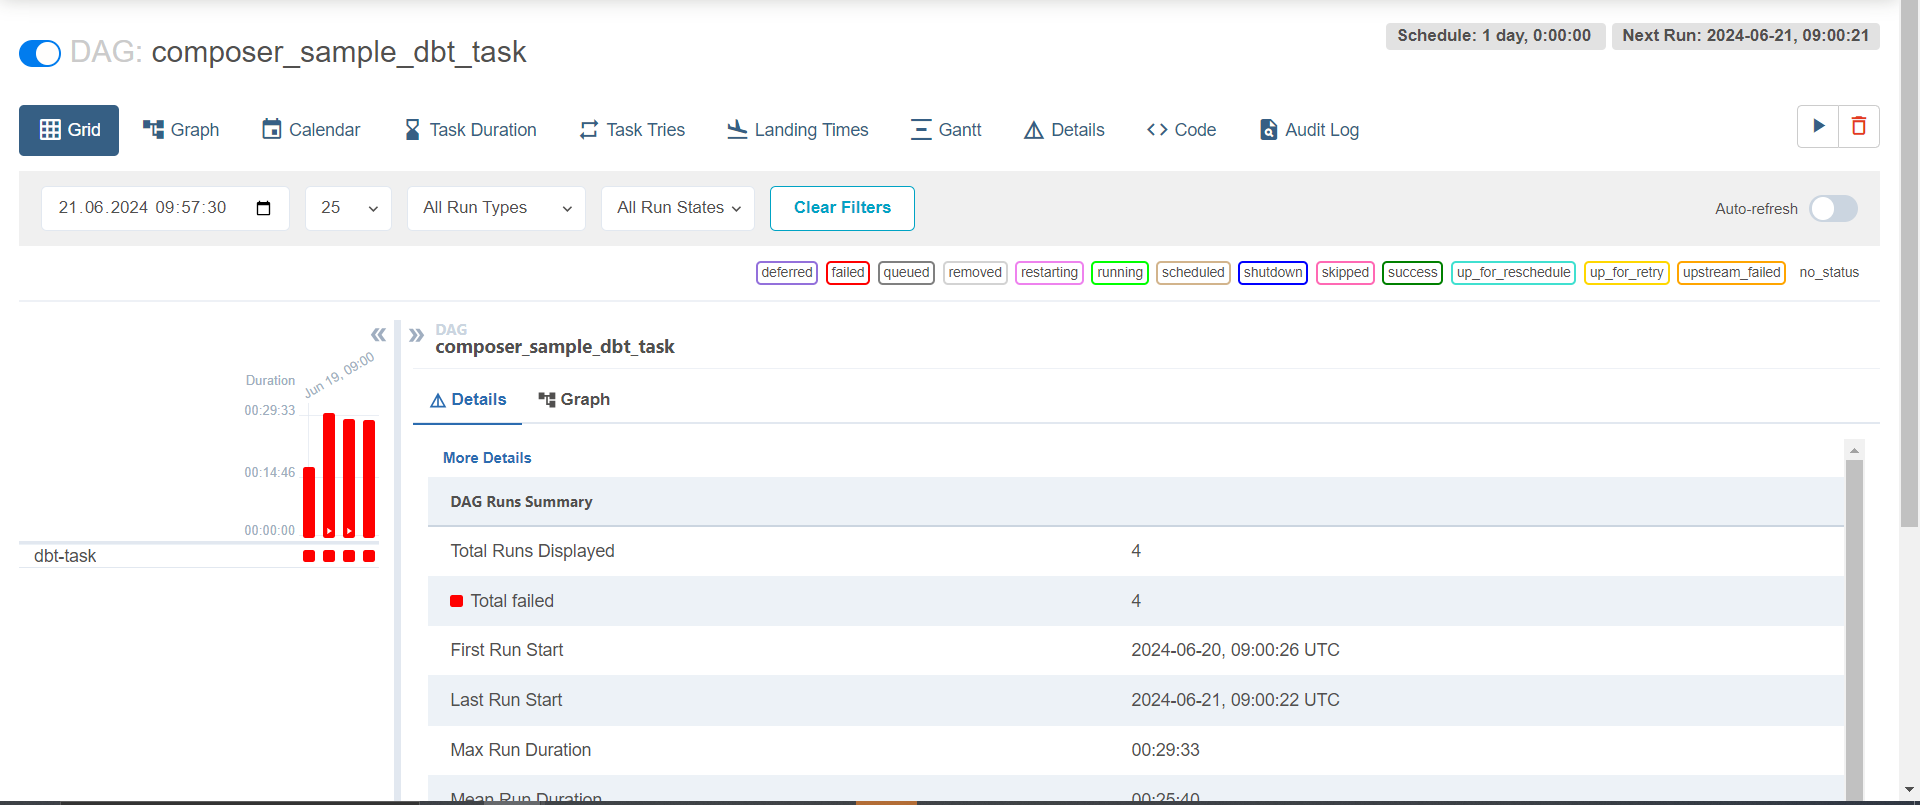 DAG: composer_sample_dbt_task
Schedule: 1 day, 0:00:00
Next Run: 2024-06-21, 09:00:21
Grid
Graph
Calendar
Task Duration
Task Tries
Landing Times
Gantt
Details
Code
Audit Log
21.06.2024 09:57:30
25
All Run Types
All Run States
Clear Filters
Auto-refresh
deferred
failed
queued
removed
restarting
running
scheduled
shutdown
skipped
success
up_for_reschedule
up_for_retry
upstream_failed
no_status
Duration
Jun 19, 09:00
00:29:33
00:14:46
00:00:00
dbt-task
DAG
composer_sample_dbt_task
Details
Graph
More Details
DAG Runs Summary
Total Runs Displayed 4
Total failed 4
First Run Start 2024-06-20, 09:00:26 UTC
Last Run Start 2024-06-21, 09:00:22 UTC
Max Run Duration 00:29:33
Mean Run Duration 00:25:40